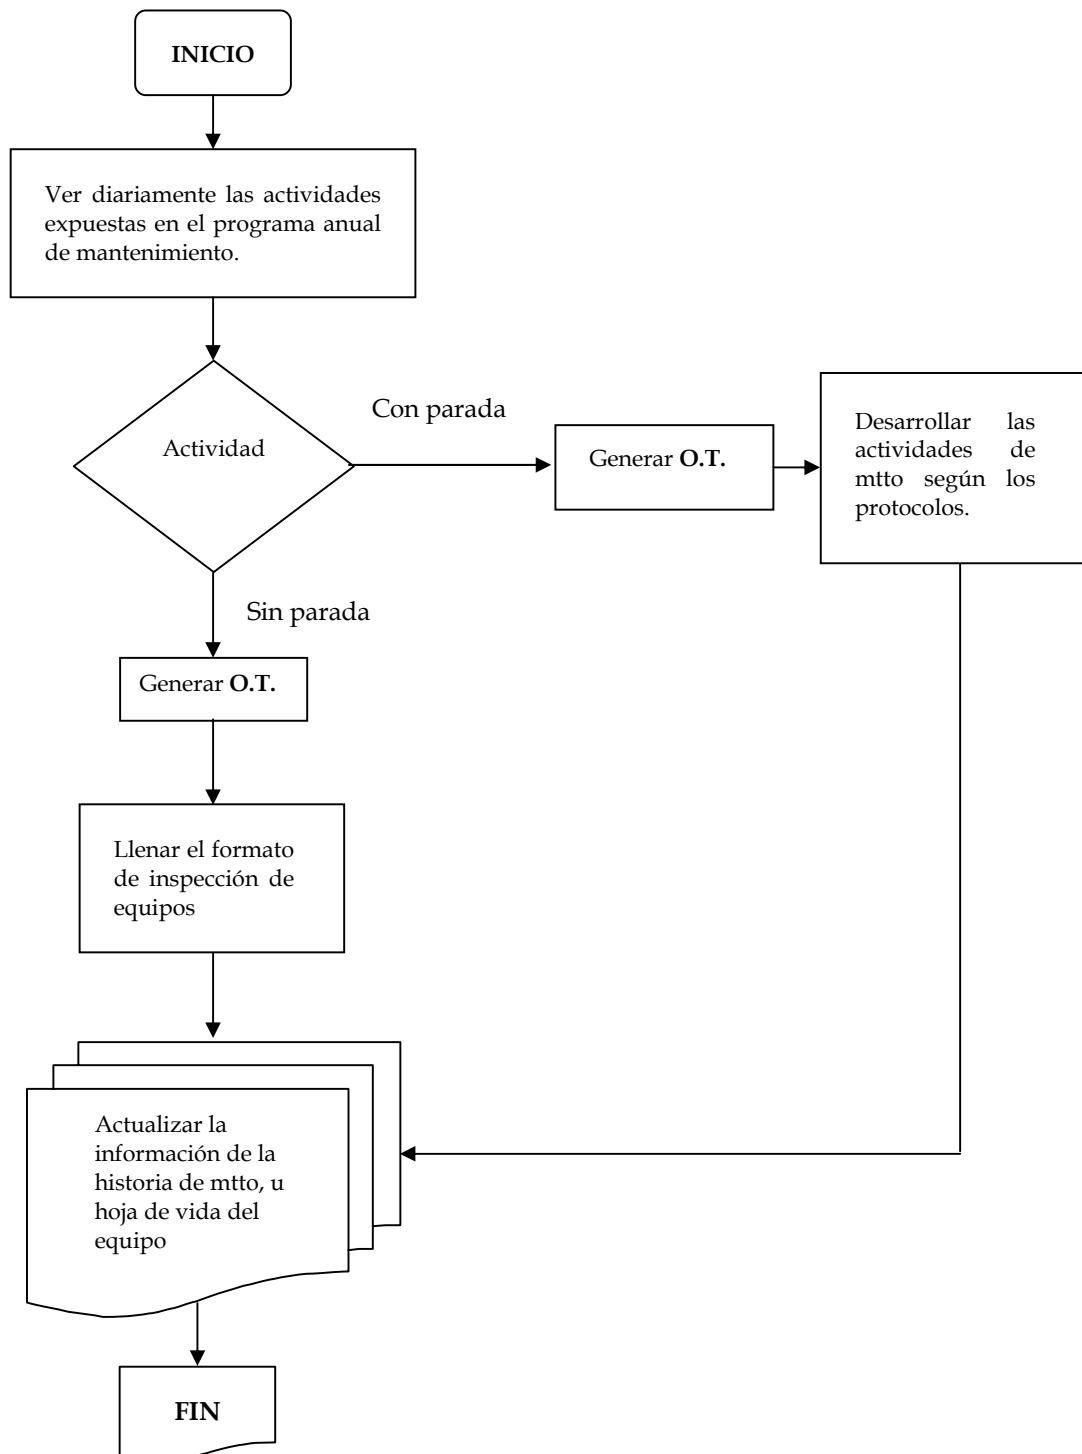 INICIO
Ver diariamente las actividades
expuestas en el programa anual
de mantenimiento.
Actividad
Con parada
Generar O.T.
Desarrollar las
actividades de
mtto según los
protocolos.
Sin parada
Generar O.T.
Llenar el formato
de inspección de
equipos
Actualizar la
información de la
historia de mtto, u
hoja de vida del
equipo
FIN